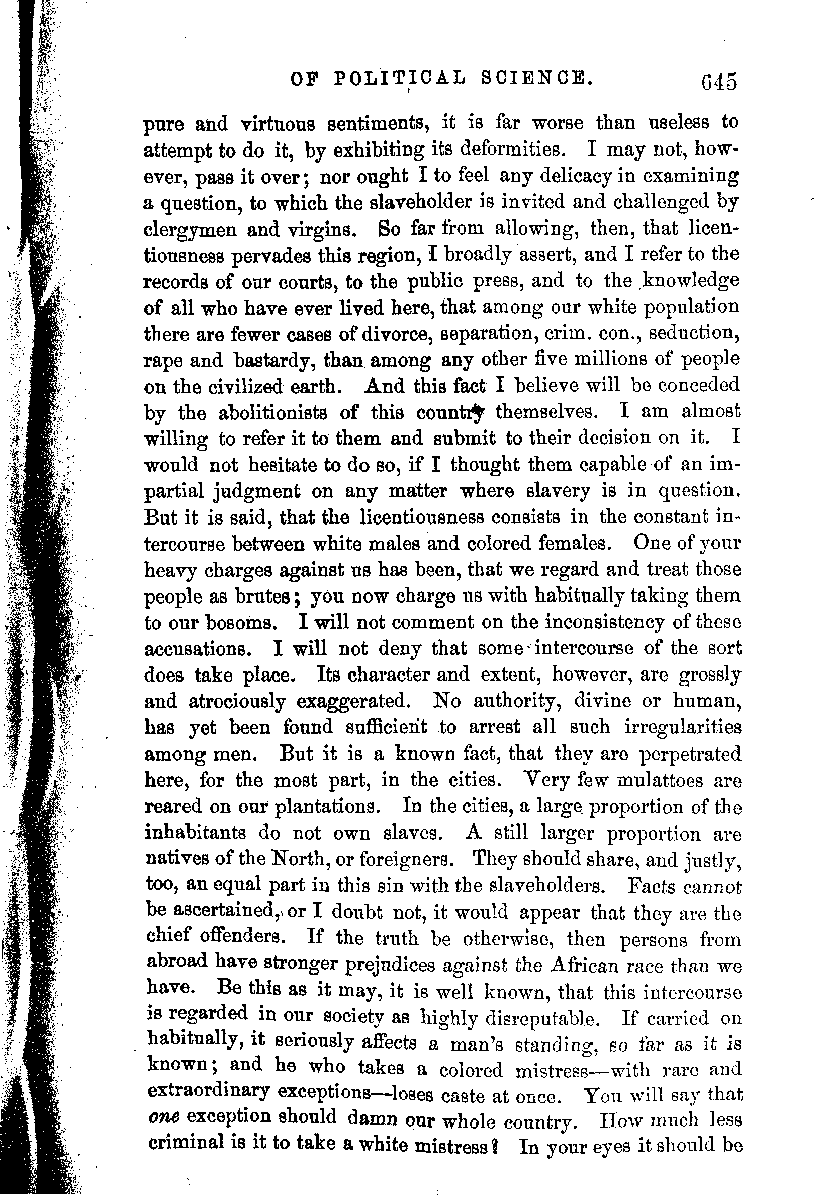 OF POLITICAL SCIENCE. 645
pure and virtuous sentiments, it is far worse than useless to
attempt to do it, by exhibiting its deformities. I may not, how-
ever, pass it over; nor ought I to feel any delicacy in examining
a question, to which the slaveholder is invited and challenged by
clergymen and virgins. So far from allowing, then, that licen-
tiousness pervades this region, I broadly assert, and I refer to the
records of our courts, to the public press, and to the knowledge
of all who have ever lived here, that among our white population
there are fewer cases of divorce, separation, crim. con., seduction,
rape and bastardy, than among any other five millions of people
on the civilized earth. And this fact I believe will be conceded
by the abolitionists of this country themselves. I am almost
willing to refer it to them and submit to their decision on it. I
would not hesitate to do so, if I thought them capable of an im-
partial judgment on any matter where slavery is in question.
But it is said, that the licentiousness consists in the constant in-
tercourse between white males and colored females. One of your
heavy charges against us has been, that we regard and treat those
people as brutes; you now charge us with habitually taking them
to our bosoms. I will not comment on the inconsistency of these
accusations. I will not deny that some intercourse of the sort
does take place. Its character and extent, however, are grossly
and atrociously exaggerated. No authority, divine or human,
has yet been found sufficient to arrest all such irregularities
among men. But it is a known fact, that they are perpetrated
here, for the most part, in the cities. Very few mulattoes are
reared on our plantations. In the cities, a large proportion of the
inhabitants do not own slaves. A still larger proportion are
natives of the North, or foreigners. They should share, and justly,
too, an equal part in this sin with the slaveholders. Facts cannot
be ascertained, or I doubt not, it would appear that they are the
chief offenders. If the truth be otherwise, then persons from
abroad have stronger prejudices against the African race than we
have. Be this as it may, it is well known, that this intercourse
is regarded in our society as highly disreputable. If carried on
habitually, it seriously affects a man's standing, so far as it is
known; and he who takes a colored mistress—with rare and
extraordinary exceptions—loses caste at once. You will say that
one exception should damn our whole country. How much less
criminal is it to take a white mistress? In your eyes it should be